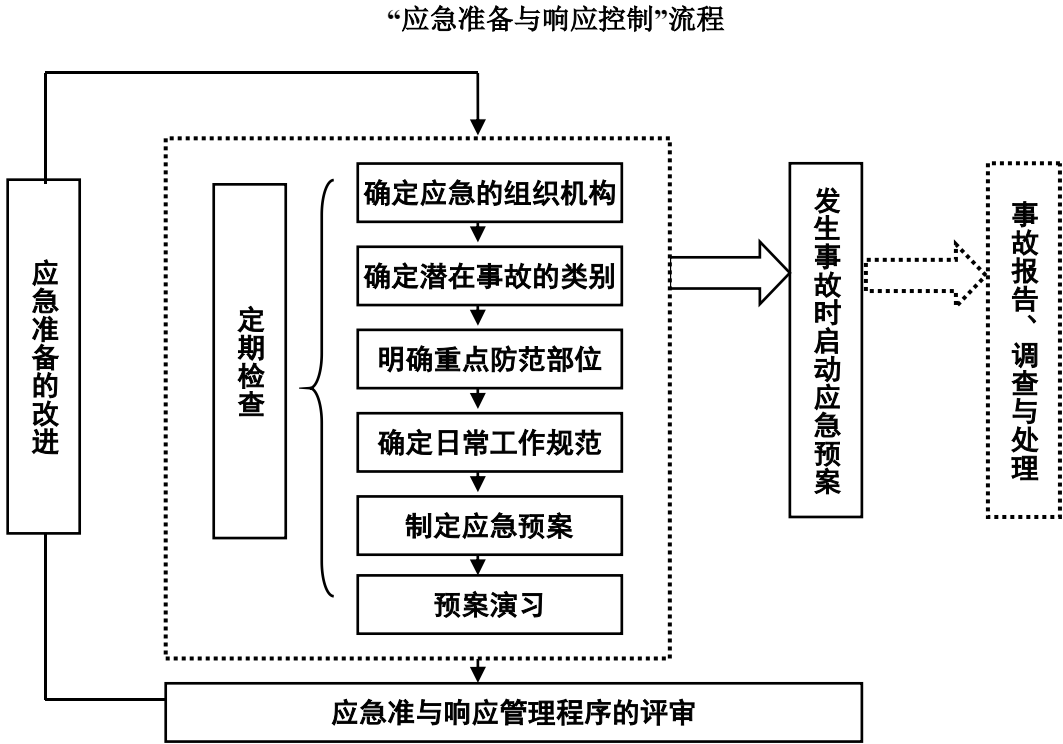 “应急准备与响应控制”流程
确定应急的组织机构
确定潜在事故的类别
明确重点防范部位
确定日常工作规范
制定应急预案
预案演习
定期检查
应急准备的改进
发生事故时启动应急预案
事故报告、调查与处理
应急准与响应管理程序的评审